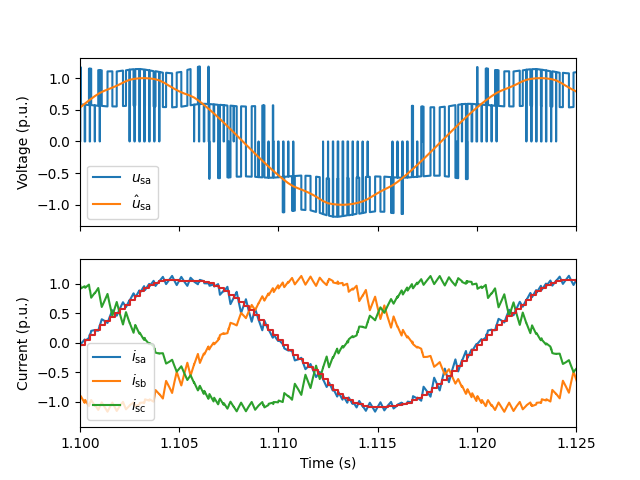 Voltage (p.u.)
1.0
0.5
0.0
−0.5
−1.0
u_sa
û_sa
Current (p.u.)
1.0
0.5
0.0
−0.5
−1.0
i_sa
i_sb
i_sc
1.100 1.105 1.110 1.115 1.120 1.125
Time (s)